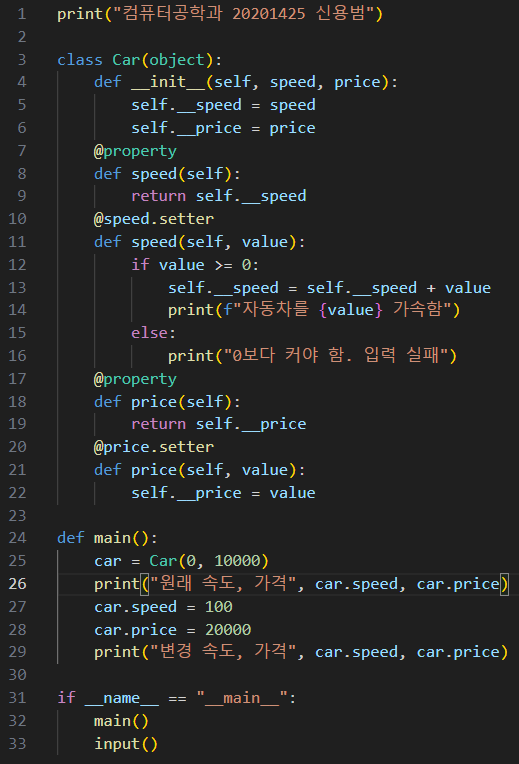 1 print("컴퓨터공학과 20201425 신용범")
2
3 class Car(object):
4     def __init__(self, speed, price):
5         self.__speed = speed
6         self.__price = price
7     @property
8     def speed(self):
9         return self.__speed
10     @speed.setter
11     def speed(self, value):
12         if value >= 0:
13             self.__speed = self.__speed + value
14             print(f"자동차를 {value} 가속함")
15         else:
16             print("0보다 커야 함. 입력 실패")
17     @property
18     def price(self):
19         return self.__price
20     @price.setter
21     def price(self, value):
22         self.__price = value
23
24 def main():
25     car = Car(0, 10000)
26     print("원래 속도, 가격", car.speed, car.price)
27     car.speed = 100
28     car.price = 20000
29     print("변경 속도, 가격", car.speed, car.price)
30
31 if __name__ == "__main__":
32     main()
33     input()